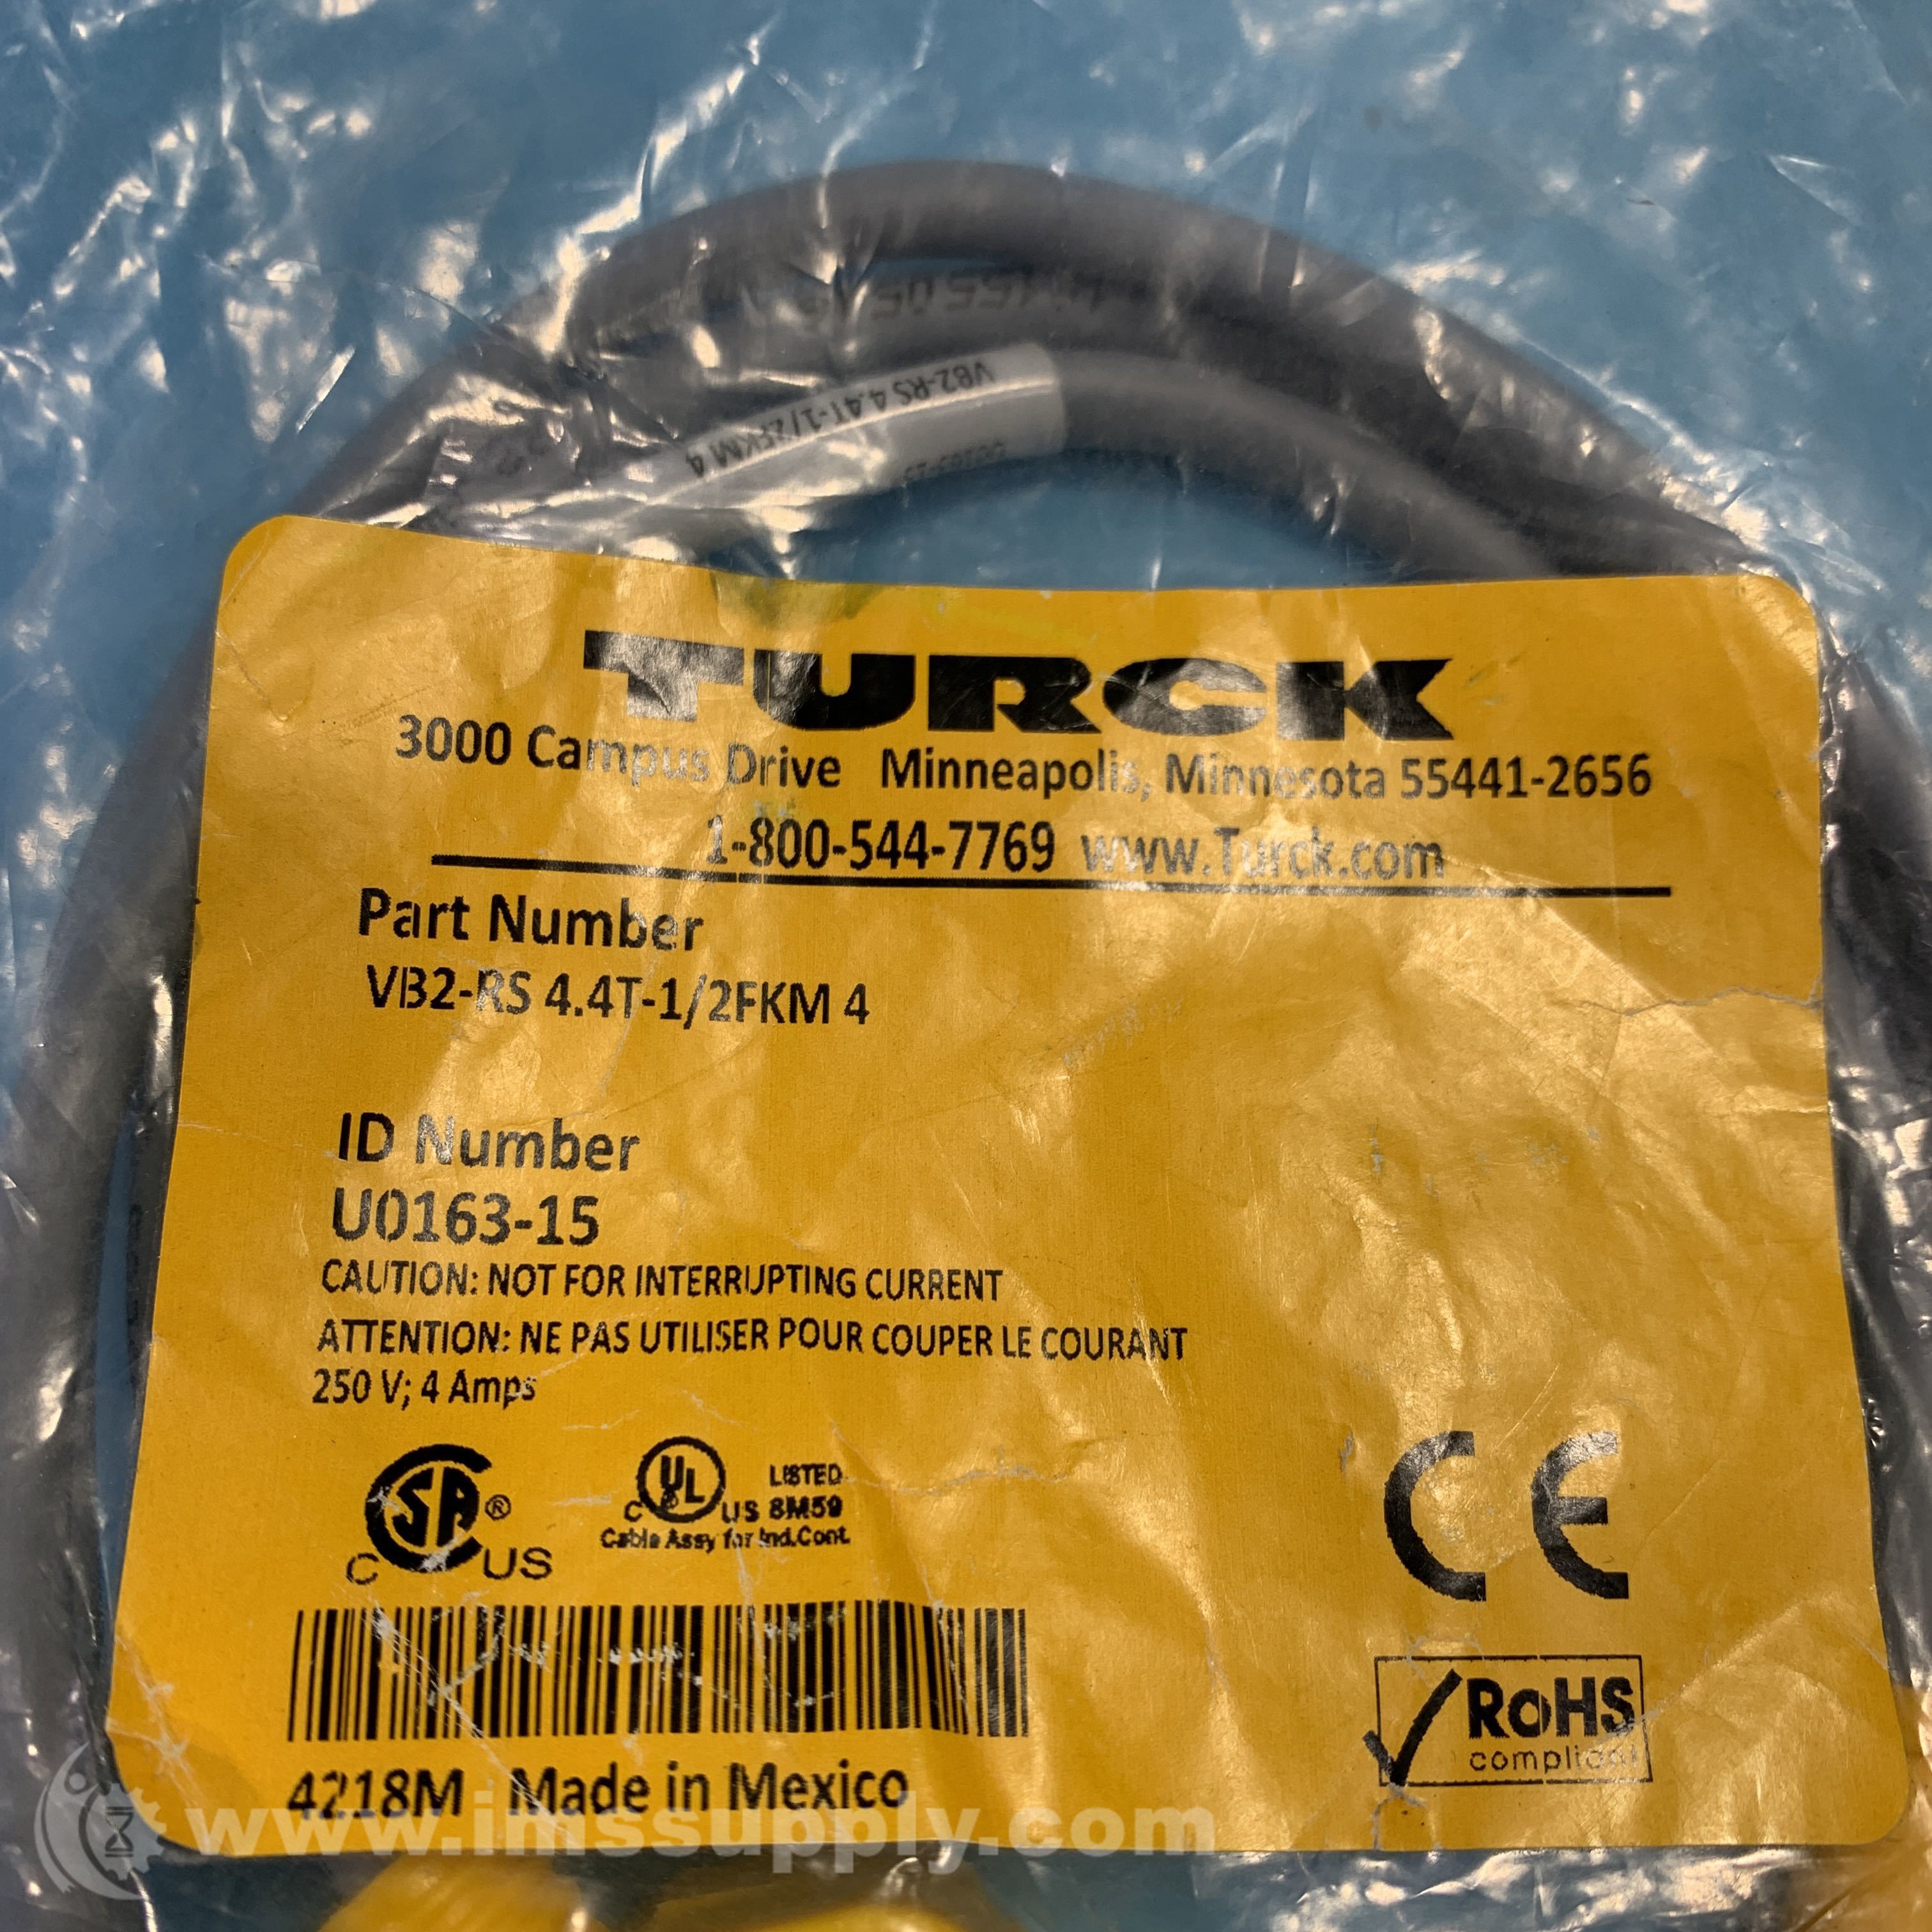 VB2-RS 4.4T-1/2FKM 4
TURCK
3000 Campus Drive Minneapolis, Minnesota 55441-2656
1-800-544-7769 www.Turck.com
Part Number
VB2-RS 4.4T-1/2FKM 4
ID Number
U0163-15
CAUTION: NOT FOR INTERRUPTING CURRENT
ATTENTION: NE PAS UTILISER POUR COUPER LE COURANT
250 V; 4 Amps
C SA ® US
C UL US LISTED 8M59
Cable Assy for Ind.Cont.
CE
RoHS
compliant
4218M Made in Mexico
www.imssupply.com